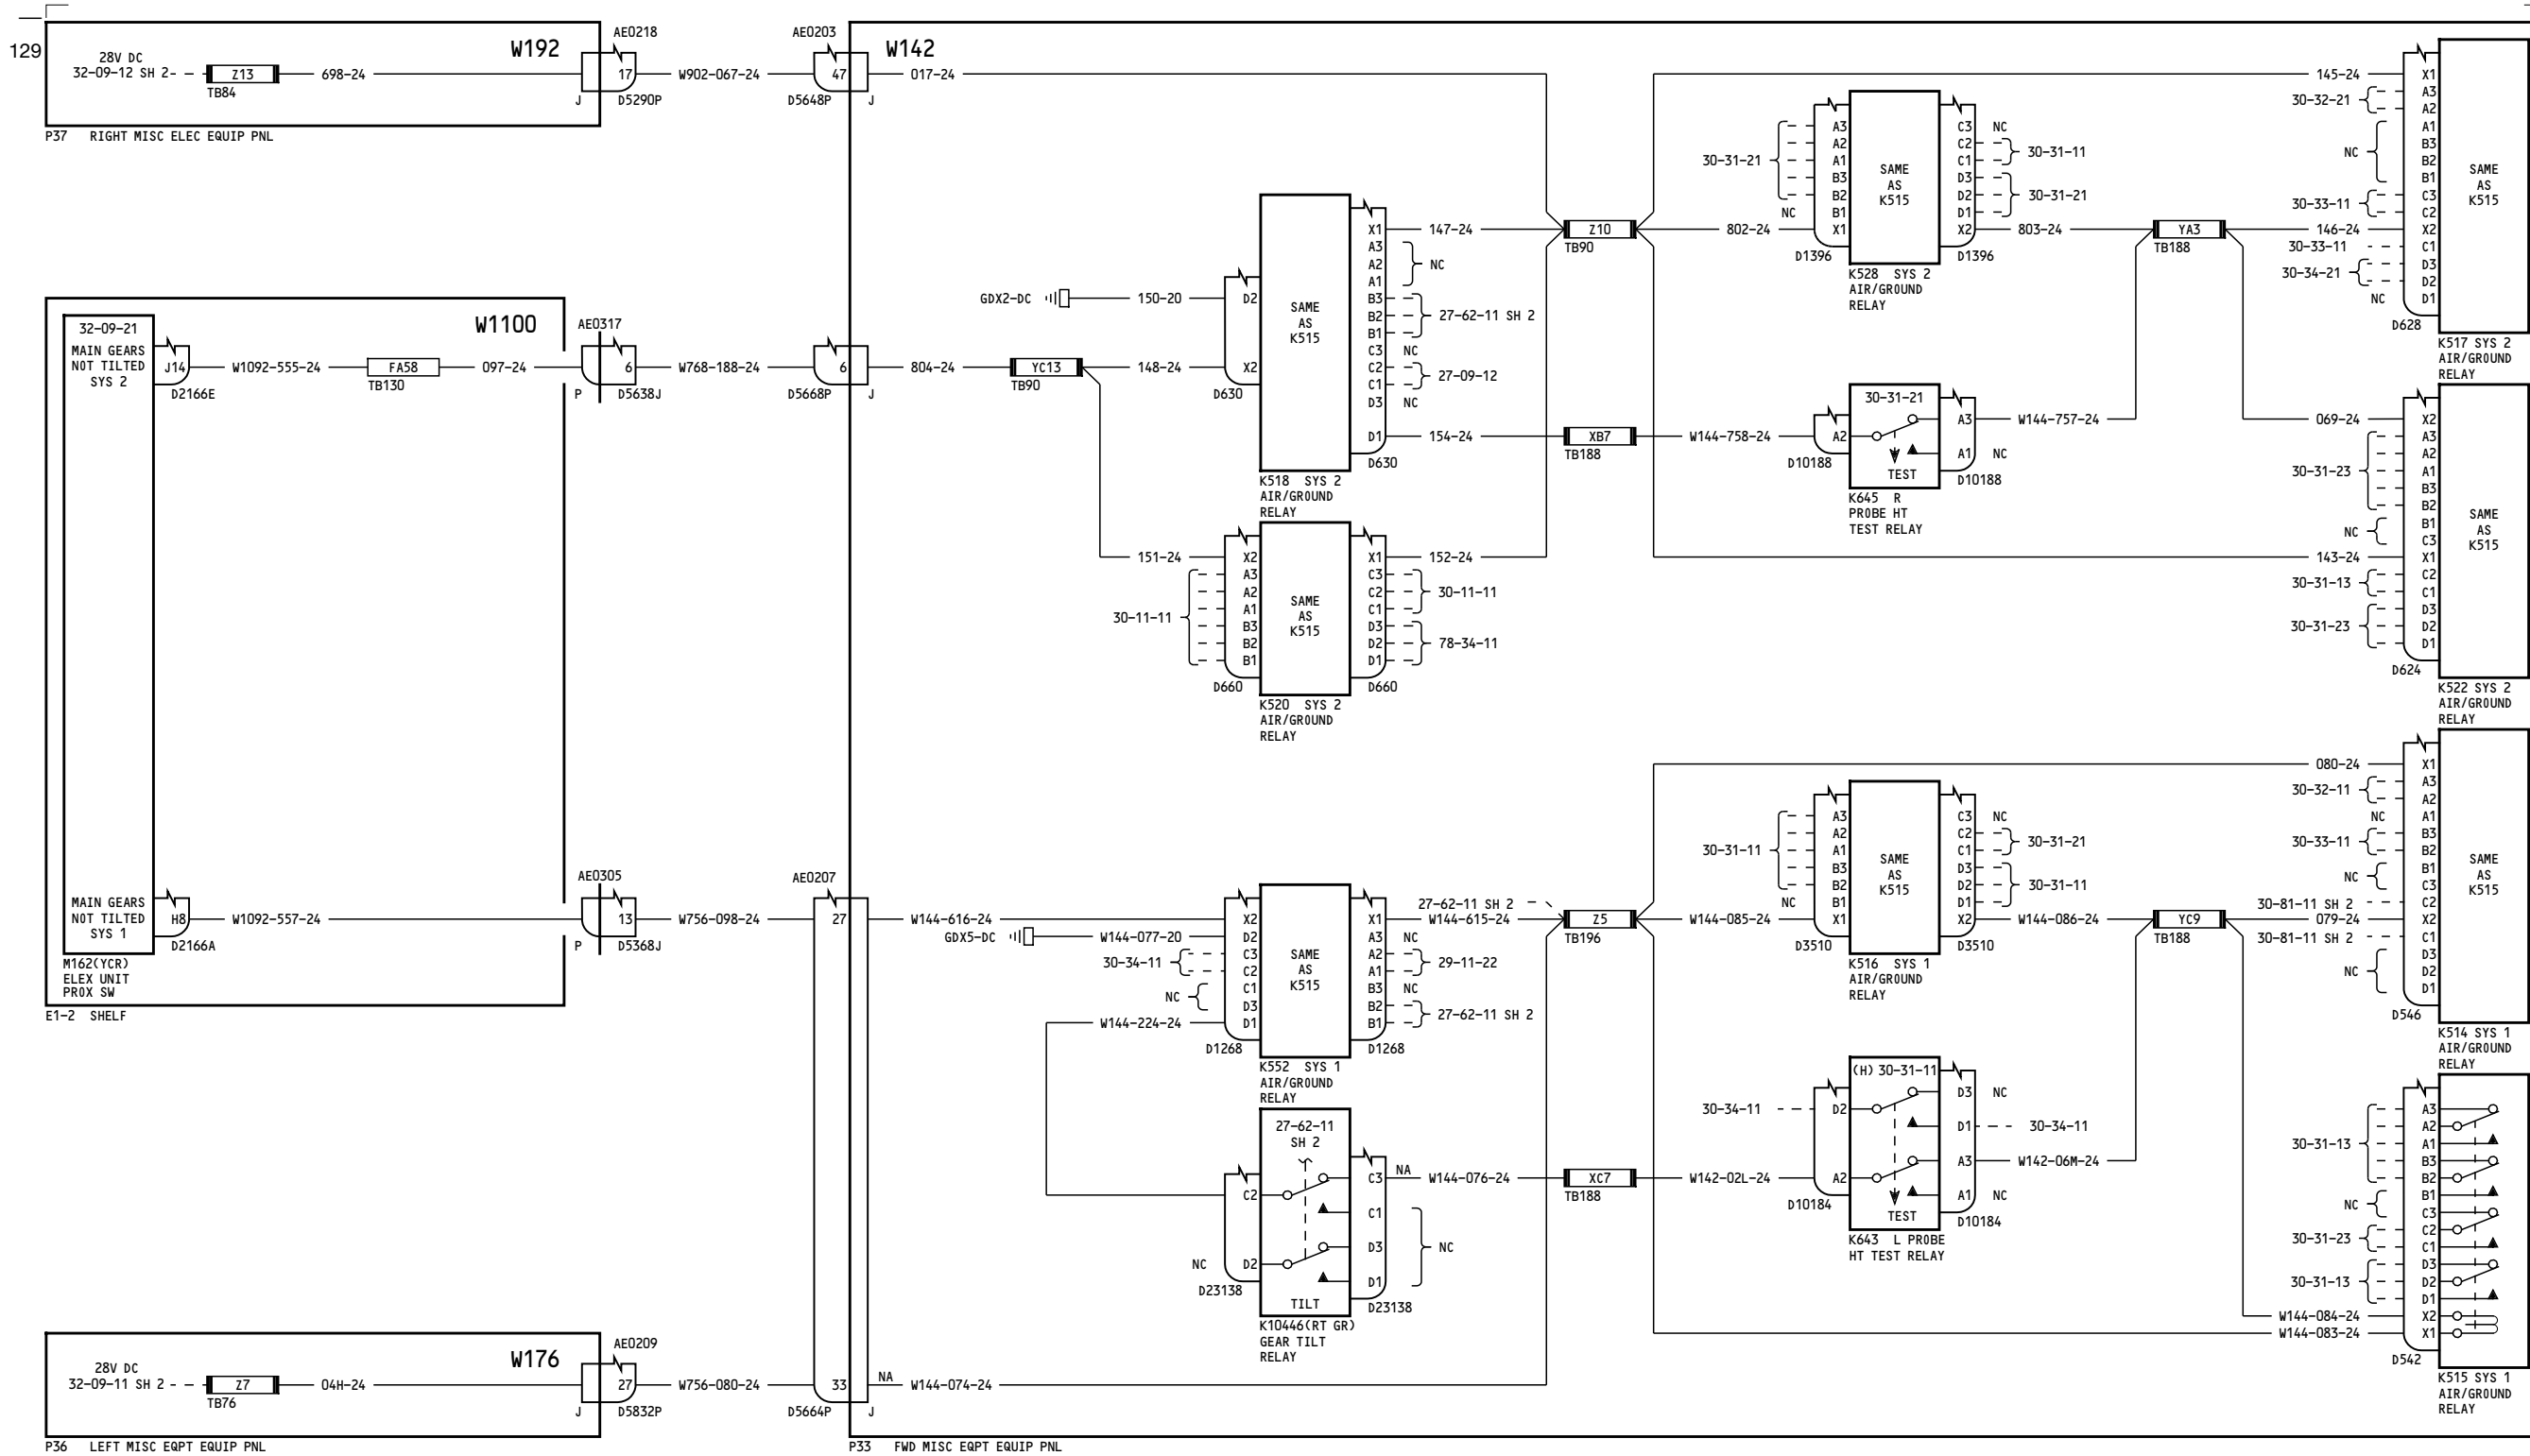 129
W192
AE0218
28V DC
32-09-12 SH 2
Z13
TB84
698-24
17
J
D5290P
P37 RIGHT MISC ELEC EQUIP PNL
W902-067-24
AE0203
47
D5648P
J
W142
017-24
W1100
32-09-21
MAIN GEARS
NOT TILTED
SYS 2
J14
D2166E
W1092-555-24
FA58
TB130
097-24
AE0317
6
P
D5638J
W768-188-24
6
D5668P
J
804-24
YC13
TB90
148-24
151-24
MAIN GEARS
NOT TILTED
SYS 1
H8
D2166A
W1092-557-24
M162(YCR)
ELEX UNIT
PROX SW
E1-2 SHELF
AE0305
13
P
D5368J
W756-098-24
AE0207
27
33
D5664P
J
W176
AE0209
28V DC
32-09-11 SH 2
Z7
TB76
04H-24
27
J
D5832P
W756-080-24
P36 LEFT MISC EQPT EQUIP PNL
P33 FWD MISC EQPT EQUIP PNL
NA
W144-074-24
GDX2-DC
150-20
D2
X2
D630
SAME
AS
K515
X1
A3
A2
A1
B3
B2
B1
C3
C2
C1
D3
D1
D630
147-24
NC
27-62-11 SH 2
NC
27-09-12
NC
154-24
K518 SYS 2
AIR/GROUND
RELAY
X2
A3
A2
A1
B3
B2
B1
D660
30-11-11
SAME
AS
K515
X1
C3
C2
C1
D3
D2
D1
D660
152-24
30-11-11
78-34-11
K520 SYS 2
AIR/GROUND
RELAY
Z10
TB90
XB7
TB188
802-24
30-31-21
NC
A3
A2
A1
B3
B2
B1
X1
D1396
SAME
AS
K515
C3
C2
C1
D3
D2
D1
X2
D1396
NC
30-31-11
30-31-21
803-24
K528 SYS 2
AIR/GROUND
RELAY
YA3
TB188
W144-758-24
A2
D10188
30-31-21
TEST
A3
A1
D10188
W144-757-24
NC
K645 R
PROBE HT
TEST RELAY
145-24
30-32-21
NC
30-33-11
146-24
30-33-11
30-34-21
NC
X1
A3
A2
A1
B3
B2
B1
C3
C2
X2
C1
D3
D2
D1
D628
SAME
AS
K515
K517 SYS 2
AIR/GROUND
RELAY
069-24
30-31-23
NC
143-24
30-31-13
30-31-23
X2
A3
A2
A1
B3
B2
B1
C3
X1
C2
C1
D3
D2
D1
D624
SAME
AS
K515
K522 SYS 2
AIR/GROUND
RELAY
W144-616-24
GDX5-DC
W144-077-20
30-34-11
NC
W144-224-24
X2
D2
C3
C2
C1
D3
D1
D1268
SAME
AS
K515
X1
A3
A2
A1
B3
B2
B1
D1268
27-62-11 SH 2
W144-615-24
NC
29-11-22
NC
27-62-11 SH 2
K552 SYS 1
AIR/GROUND
RELAY
27-62-11
SH 2
C2
NC
D2
D23138
TILT
C3
C1
D3
D1
D23138
NA
W144-076-24
NC
K10446(RT GR)
GEAR TILT
RELAY
Z5
TB196
XC7
TB188
W144-085-24
30-31-11
NC
A3
A2
A1
B3
B2
B1
X1
D3510
SAME
AS
K515
C3
C2
C1
D3
D2
D1
X2
D3510
NC
30-31-21
30-31-11
W144-086-24
K516 SYS 1
AIR/GROUND
RELAY
YC9
TB188
30-34-11
W142-02L-24
D2
A2
D10184
(H) 30-31-11
TEST
D3
D1
A3
A1
D10184
NC
30-34-11
W142-06M-24
NC
K643 L PROBE
HT TEST RELAY
080-24
30-32-11
NC
30-33-11
NC
30-81-11 SH 2
079-24
30-81-11 SH 2
NC
X1
A3
A2
A1
B3
B2
B1
C3
C2
X2
C1
D3
D2
D1
D546
SAME
AS
K515
K514 SYS 1
AIR/GROUND
RELAY
30-31-13
NC
30-31-23
30-31-13
W144-084-24
W144-083-24
A3
A2
A1
B3
B2
B1
C3
C2
C1
D3
D2
D1
X2
X1
D542
K515 SYS 1
AIR/GROUND
RELAY